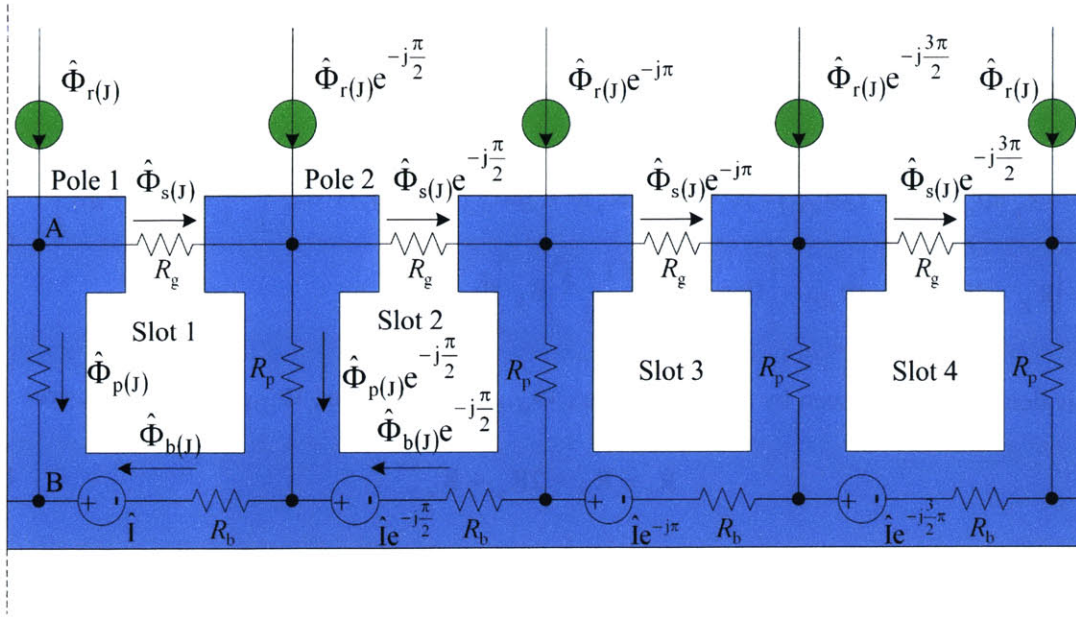 Φ̂r(J)
Φ̂r(J)e^-jπ/2
Φ̂r(J)e^-jπ
Φ̂r(J)e^-j3π/2
Φ̂r(J)
Pole 1
Φ̂s(J)
Pole 2
Φ̂s(J)e^-jπ/2
Φ̂s(J)e^-jπ
Φ̂s(J)e^-j3π/2
A
Rg
Rg
Rg
Rg
Slot 1
Slot 2
Slot 3
Slot 4
Φ̂p(J)
Rp
Φ̂p(J)e^-jπ/2
Rp
Rp
Rp
Φ̂b(J)
Φ̂b(J)e^-jπ/2
B
+ -
+ -
+ -
+ -
Î
Rb
Îe^-jπ/2
Rb
Îe^-jπ
Rb
Îe^-j3/2π
Rb